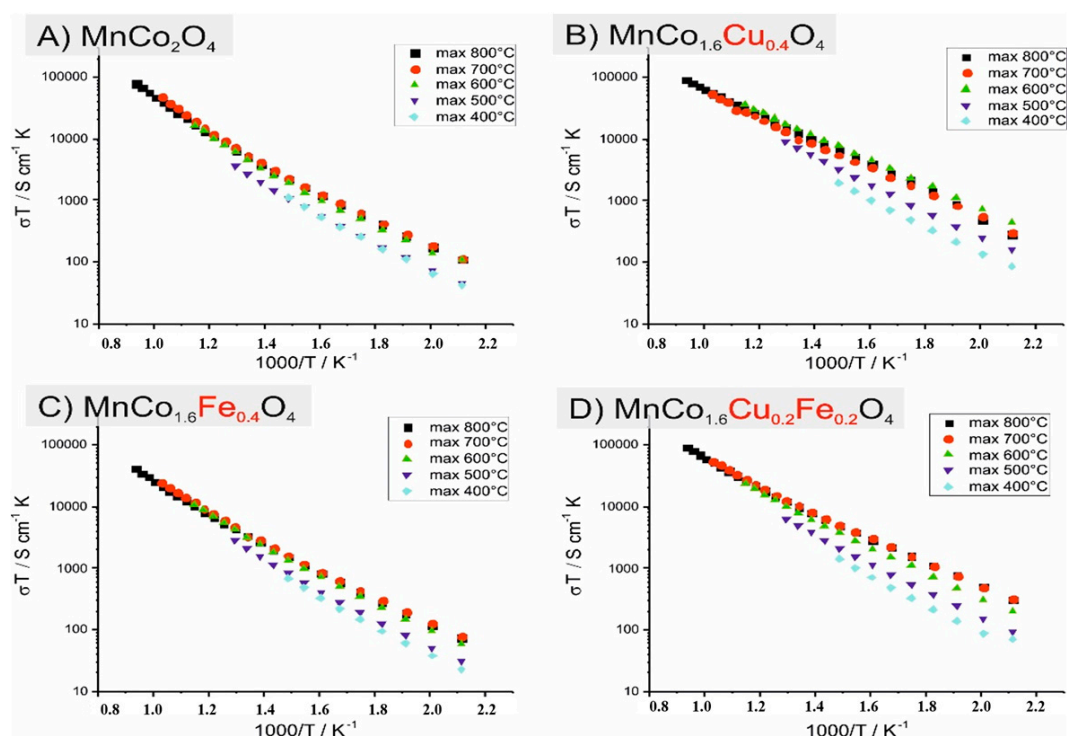 A) MnCo₂O₄
max 800°C
max 700°C
max 600°C
max 500°C
max 400°C
100000
10000
1000
100
10
σT / S cm⁻¹ K
0.8 1.0 1.2 1.4 1.6 1.8 2.0 2.2
1000/T / K⁻¹
B) MnCo₁.₆Cu₀.₄O₄
max 800°C
max 700°C
max 600°C
max 500°C
max 400°C
100000
10000
1000
100
10
σT / S cm⁻¹ K
0.8 1.0 1.2 1.4 1.6 1.8 2.0 2.2
1000/T / K⁻¹
C) MnCo₁.₆Fe₀.₄O₄
max 800°C
max 700°C
max 600°C
max 500°C
max 400°C
100000
10000
1000
100
10
σT / S cm⁻¹ K
0.8 1.0 1.2 1.4 1.6 1.8 2.0 2.2
1000/T / K⁻¹
D) MnCo₁.₆Cu₀.₂Fe₀.₂O₄
max 800°C
max 700°C
max 600°C
max 500°C
max 400°C
100000
10000
1000
100
10
σT / S cm⁻¹ K
0.8 1.0 1.2 1.4 1.6 1.8 2.0 2.2
1000/T / K⁻¹